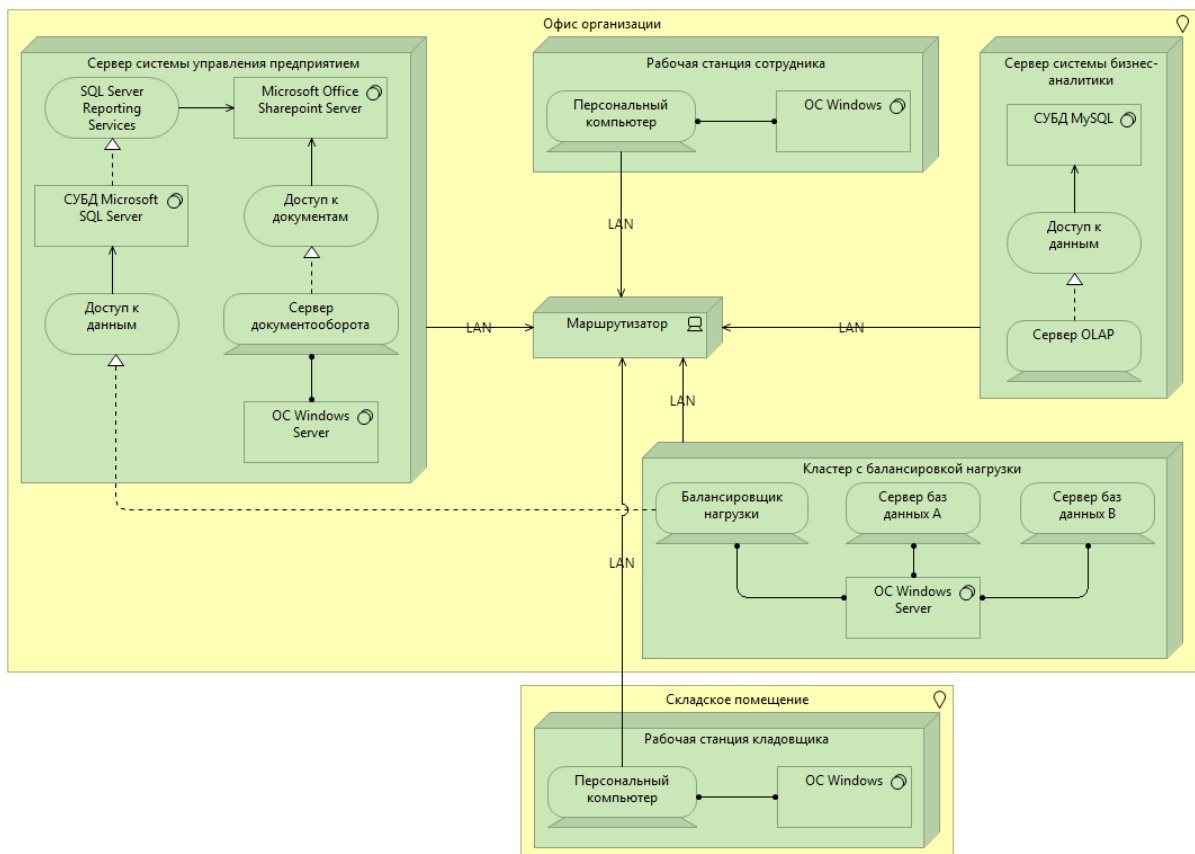 Офис организации
Сервер системы управления предприятием
SQL Server
Reporting
Services
Microsoft Office
Sharepoint Server
СУБД Microsoft
SQL Server
Доступ к
документам
Доступ к
данным
Сервер
документооборота
ОС Windows
Server
Рабочая станция сотрудника
Персональный
компьютер
ОС Windows
Сервер системы бизнес-
аналитики
СУБД MySQL
Доступ к
данным
Сервер OLAP
LAN
Маршрутизатор
LAN
LAN
LAN
Кластер с балансировкой нагрузки
Балансировщик
нагрузки
Сервер баз
данных А
Сервер баз
данных В
ОС Windows
Server
LAN
Складское помещение
Рабочая станция кладовщика
Персональный
компьютер
ОС Windows